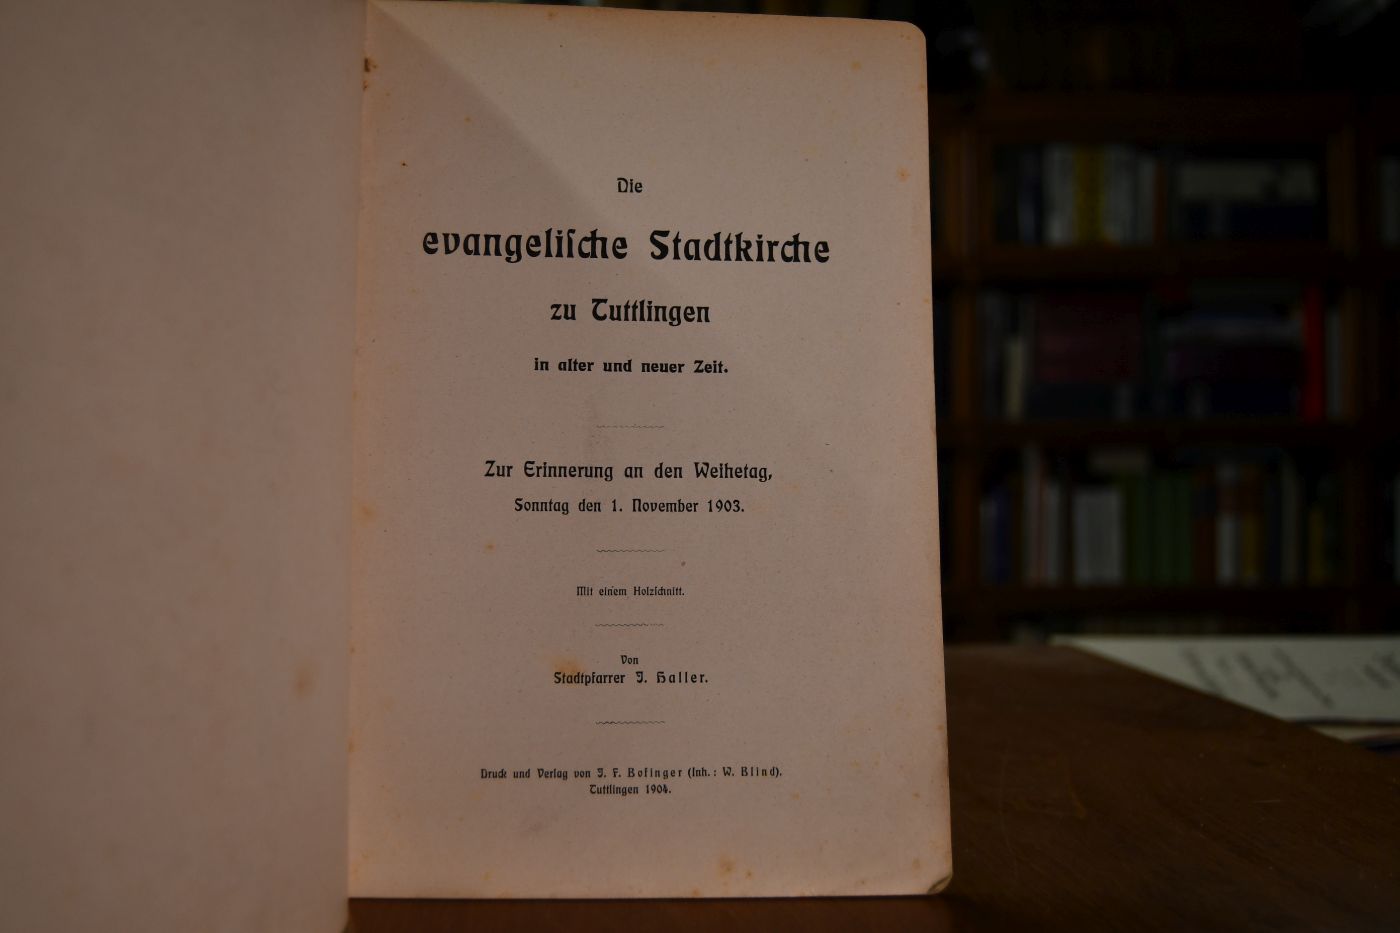 Die
evangeliſche Stadtkirche
zu Tuttlingen
in alter und neuer Zeit.
Zur Erinnerung an den Weihetag,
Sonntag den 1. November 1903.
Mit einem Holzſchnitt.
Von
Stadtpfarrer J. Haller.
Druck und Verlag von J. F. Bofinger (Inh.: W. Blind).
Tuttlingen 1904.